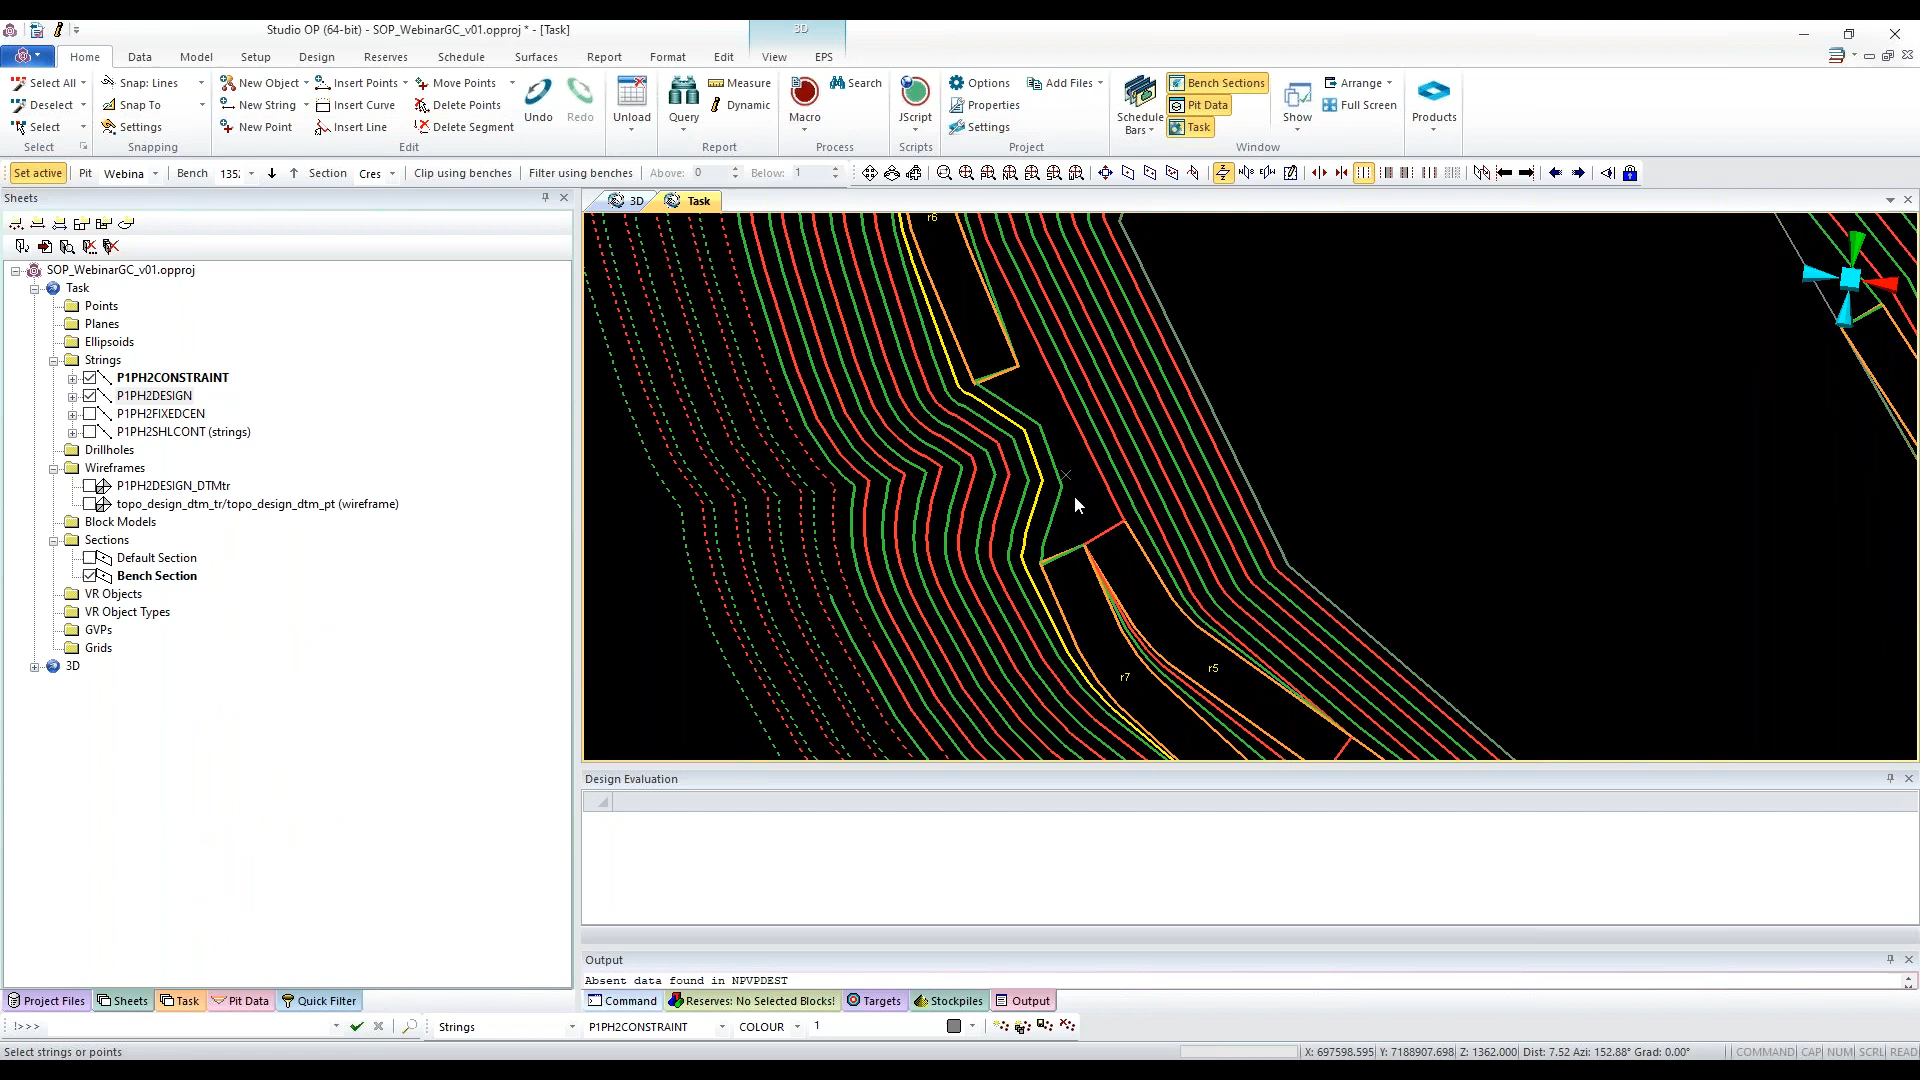 Studio OP (64-bit) - SOP_WebinarGC_v01.opproj * - [Task]
3D
Home Data Model Setup Design Reserves Schedule Surfaces Report Format Edit View EPS
Select All Snap: Lines New Object Insert Points Move Points Measure Search Options Add Files Bench Sections Arrange
Deselect Snap To New String Insert Curve Delete Points Dynamic Properties Pit Data Full Screen
Select Settings New Point Insert Line Delete Segment Settings Task
Undo Redo Unload Query Macro JScript Schedule Bars Show Products
Select Snapping Edit Report Process Scripts Project Window
Set active Pit Webina Bench 135: Section Cres Clip using benches Filter using benches Above: 0 Below: 1
Sheets
3D Task
SOP_WebinarGC_v01.opproj
Task
Points
Planes
Ellipsoids
Strings
P1PH2CONSTRAINT
P1PH2DESIGN
P1PH2FIXEDCEN
P1PH2SHLCONT (strings)
Drillholes
Wireframes
P1PH2DESIGN_DTMtr
topo_design_dtm_tr/topo_design_dtm_pt (wireframe)
Block Models
Sections
Default Section
Bench Section
VR Objects
VR Object Types
GVPs
Grids
3D
r6
r5
r7
Design Evaluation
Output
Absent data found in NPVPDEST
Project Files Sheets Task Pit Data Quick Filter
Command Reserves: No Selected Blocks! Targets Stockpiles Output
!>>> Strings P1PH2CONSTRAINT COLOUR 1
Select strings or points
X: 697598.595 Y: 7188907.698 Z: 1362.000 Dist: 7.52 Azi: 152.88° Grad: 0.00° COMMAND CAP NUM SCRL READ